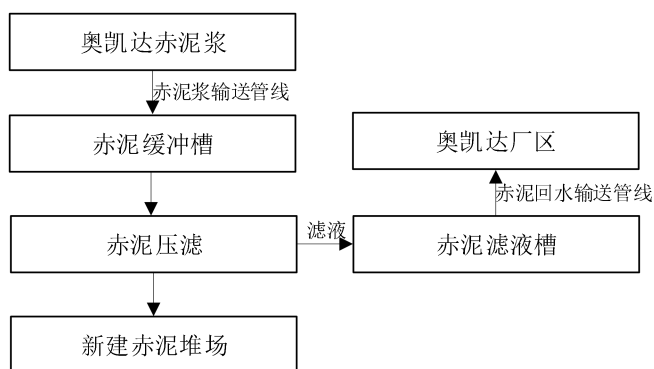 奥凯达赤泥浆
赤泥浆输送管线
赤泥缓冲槽
奥凯达厂区
赤泥回水输送管线
赤泥压滤
滤液
赤泥滤液槽
新建赤泥堆场